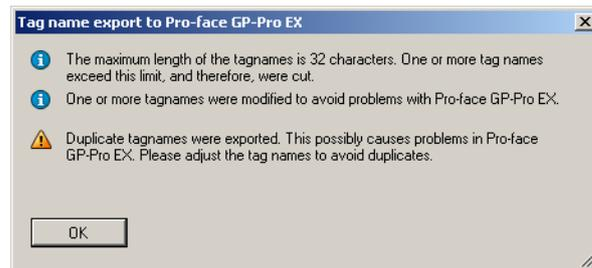 Tag name export to Pro-face GP-Pro EX
The maximum length of the tagnames is 32 characters. One or more tag names
exceed this limit, and therefore, were cut.
One or more tagnames were modified to avoid problems with Pro-face GP-Pro EX.
Duplicate tagnames were exported. This possibly causes problems in Pro-face
GP-Pro EX. Please adjust the tag names to avoid duplicates.
OK